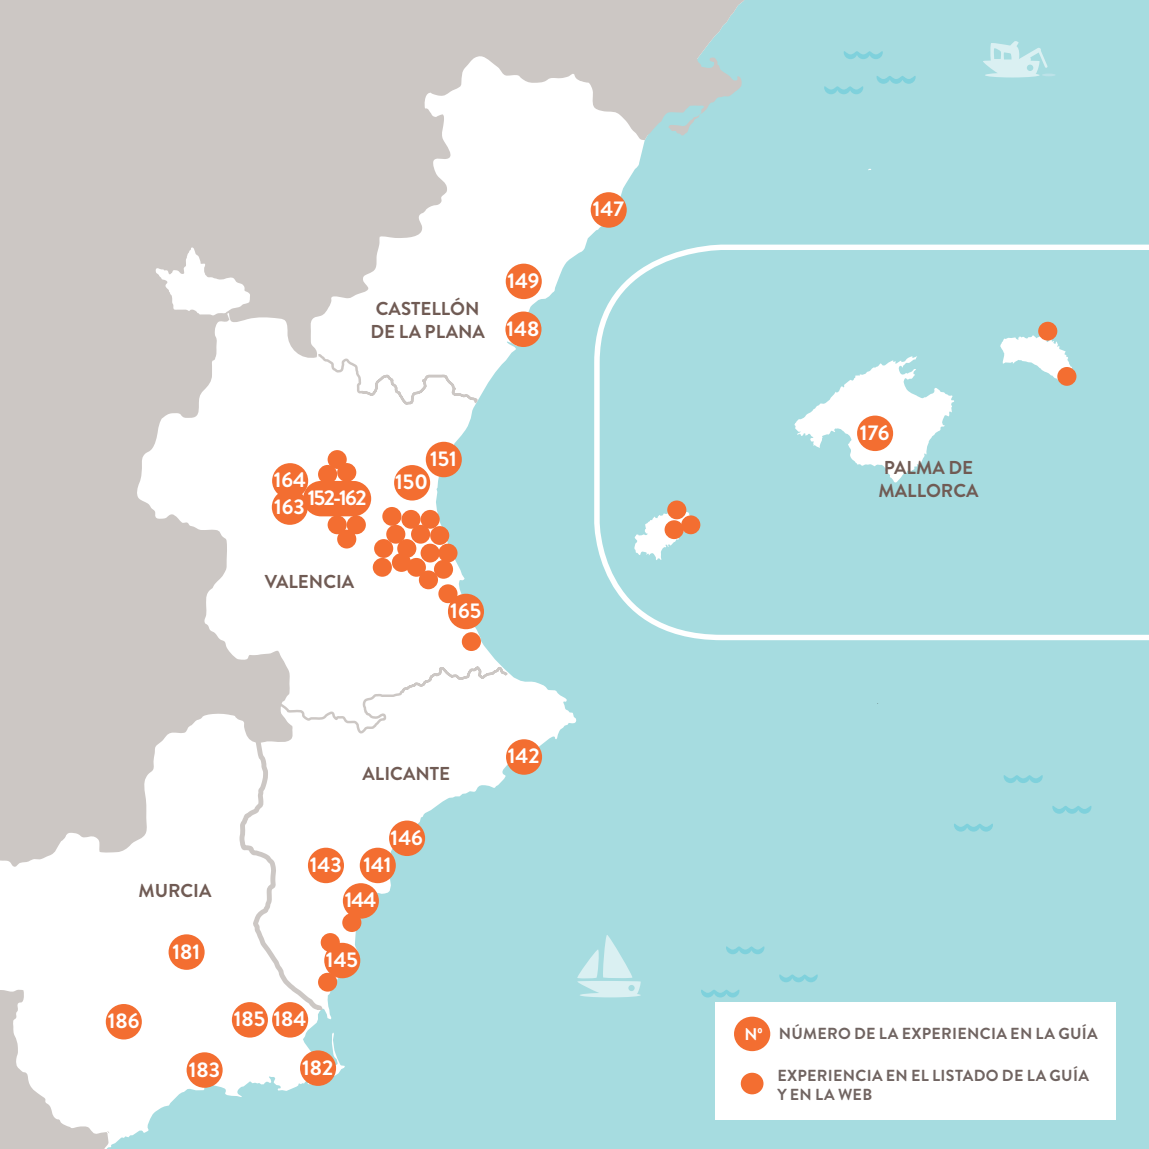 147
149
CASTELLÓN
DE LA PLANA
148
176
PALMA DE
MALLORCA
151
164
150
152-162
163
VALENCIA
165
142
ALICANTE
146
143
141
MURCIA
144
181
145
186
185
184
183
182
Nº
NÚMERO DE LA EXPERIENCIA EN LA GUÍA
EXPERIENCIA EN EL LISTADO DE LA GUÍA
Y EN LA WEB